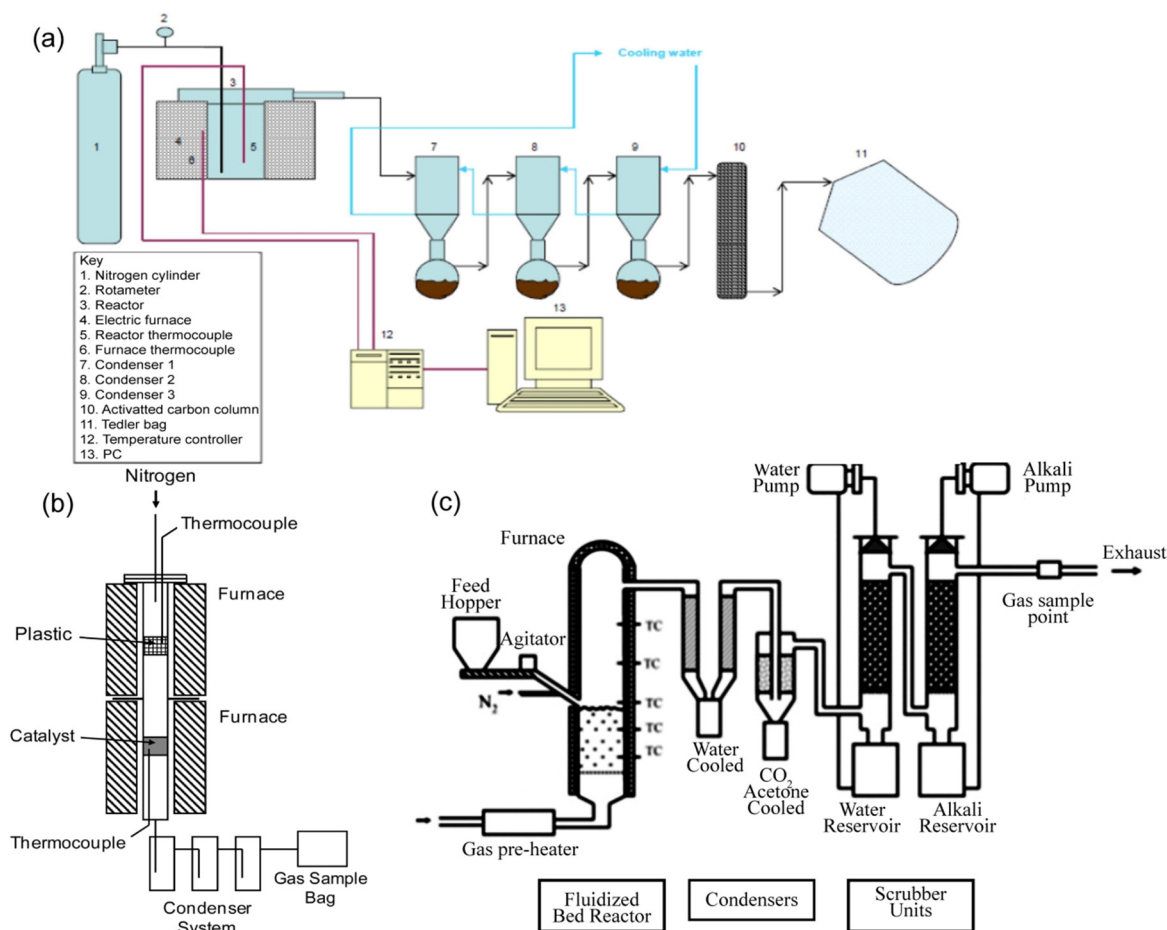 (a)
2
Cooling water
3
1
4
5
6
7
8
9
10
11
Key
1. Nitrogen cylinder
2. Rotameter
3. Reactor
4. Electric furnace
5. Reactor thermocouple
6. Furnace thermocouple
7. Condenser 1
8. Condenser 2
9. Condenser 3
10. Activatted carbon column
11. Tedler bag
12. Temperature controller
13. PC
12
13
(b)
Nitrogen
Thermocouple
Furnace
Plastic
Furnace
Catalyst
Thermocouple
Gas Sample
Bag
Condenser
System
(c)
Water
Pump
Alkali
Pump
Furnace
Exhaust
Feed
Hopper
Gas sample
point
Agitator
TC
TC
N2
TC
TC
TC
Water
Cooled
CO2
Acetone
Cooled
Water
Reservoir
Alkali
Reservoir
Gas pre-heater
Fluidized
Bed Reactor
Condensers
Scrubber
Units